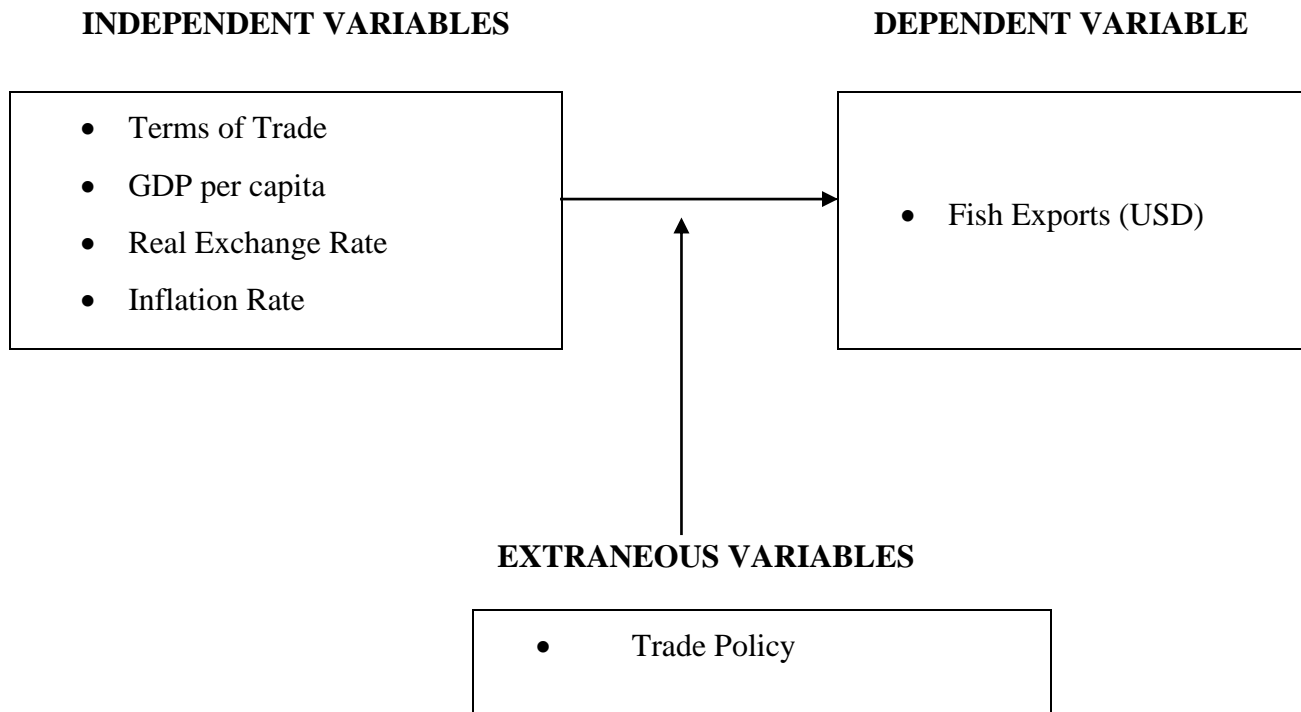 INDEPENDENT VARIABLES
• Terms of Trade
• GDP per capita
• Real Exchange Rate
• Inflation Rate
DEPENDENT VARIABLE
• Fish Exports (USD)
EXTRANEOUS VARIABLES
• Trade Policy